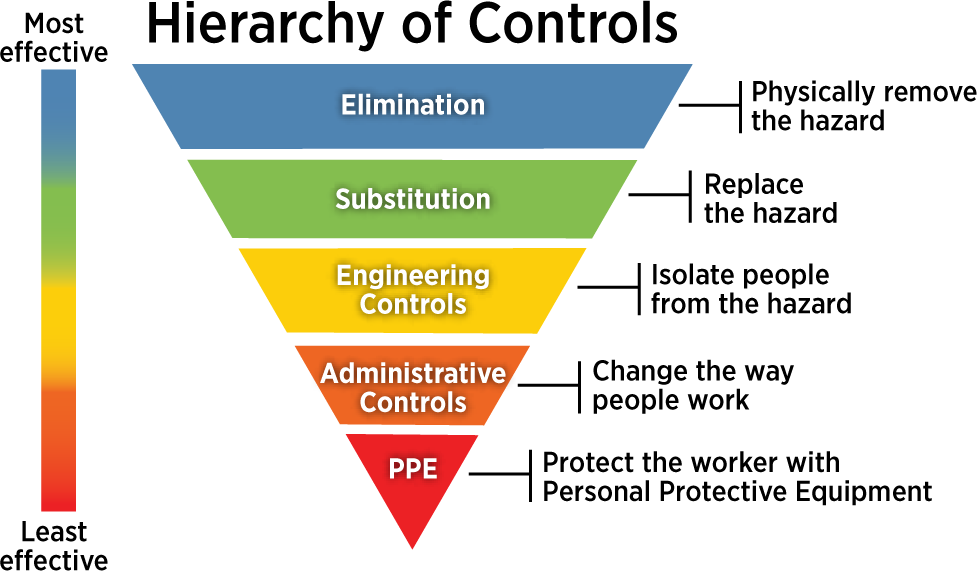 Hierarchy of Controls
Most
effective
Elimination
Physically remove
the hazard
Substitution
Replace
the hazard
Engineering
Controls
Isolate people
from the hazard
Administrative
Controls
Change the way
people work
PPE
Protect the worker with
Personal Protective Equipment
Least
effective